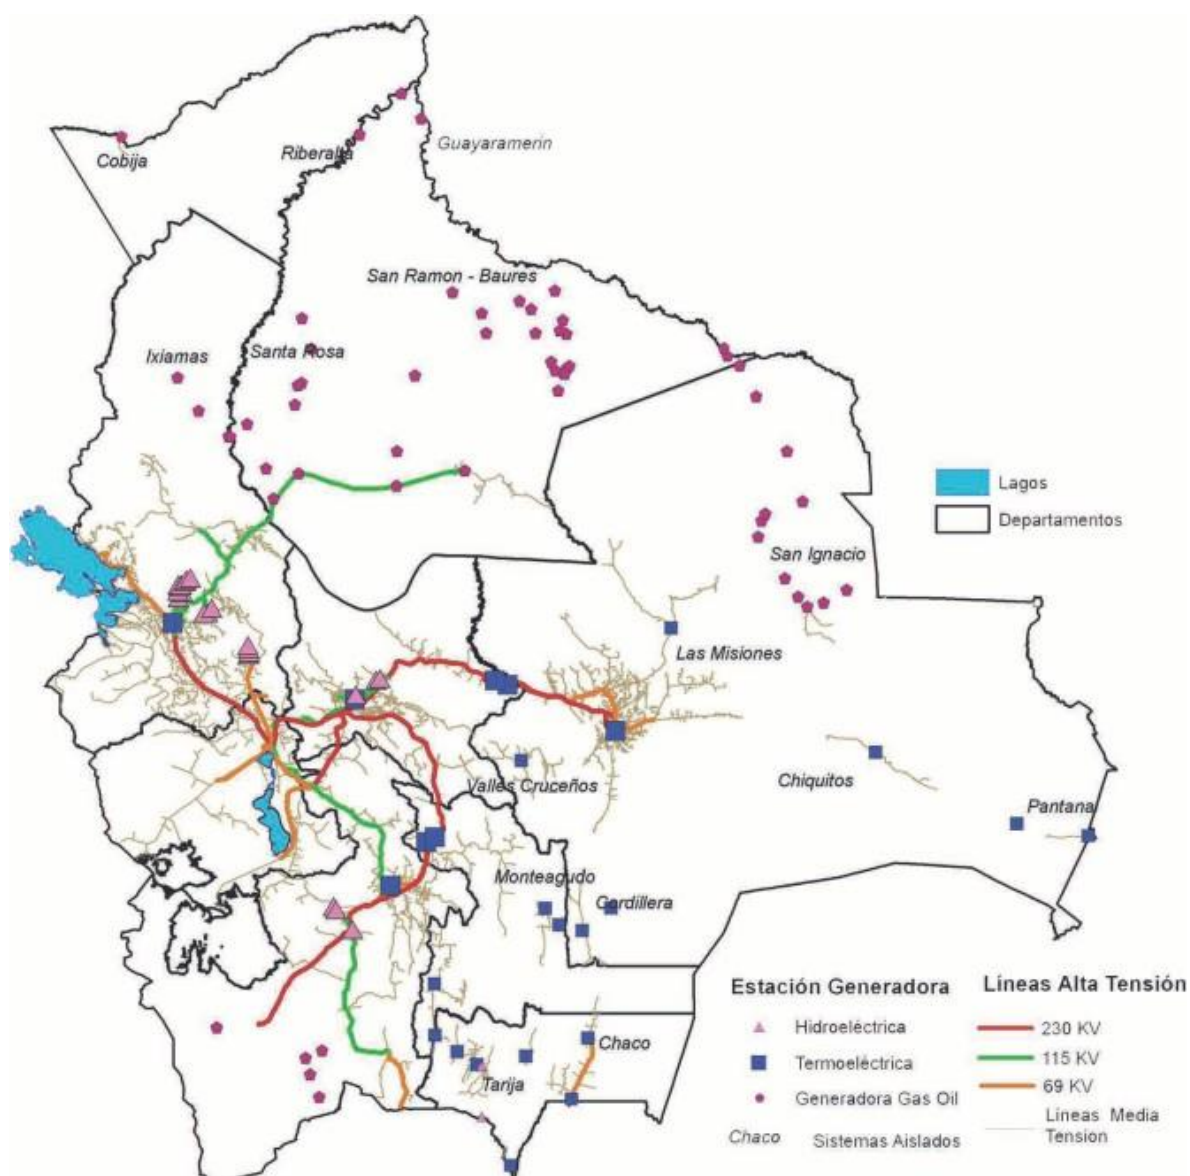 Cobija
Riberalta
Guayaramerín
San Ramon - Baures
Ixiamas
Santa Rosa
Lagos
Departamentos
San Ignacio
Las Misiones
Valles Cruceños
Chiquitos
Pantana
Monteagudo
Cordillera
Estación Generadora
Hidroeléctrica
Termoeléctrica
Generadora Gas Oil
Chaco Sistemas Aislados
Líneas Alta Tensión
230 KV
115 KV
69 KV
Líneas Media
Tension
Chaco
Tarija